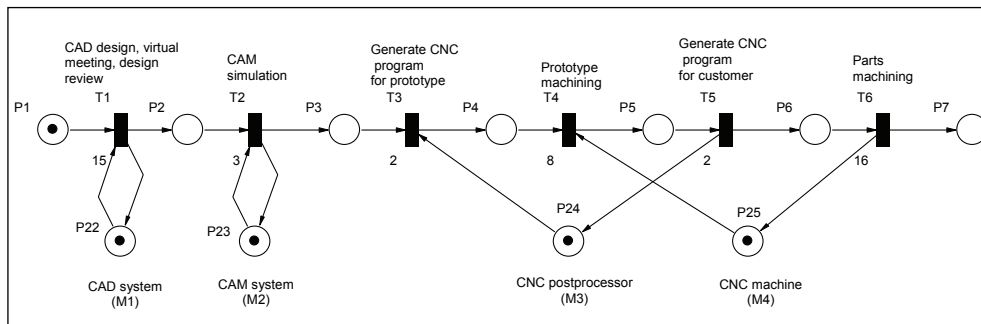 CAD design, virtual
meeting, design
review
CAM
simulation
Generate CNC
program
for prototype
Prototype
machining
Generate CNC
program
for customer
Parts
machining
P1
T1
P2
T2
P3
T3
P4
T4
P5
T5
P6
T6
P7
15
3
2
8
2
16
P22
P23
P24
P25
CAD system
(M1)
CAM system
(M2)
CNC postprocessor
(M3)
CNC machine
(M4)